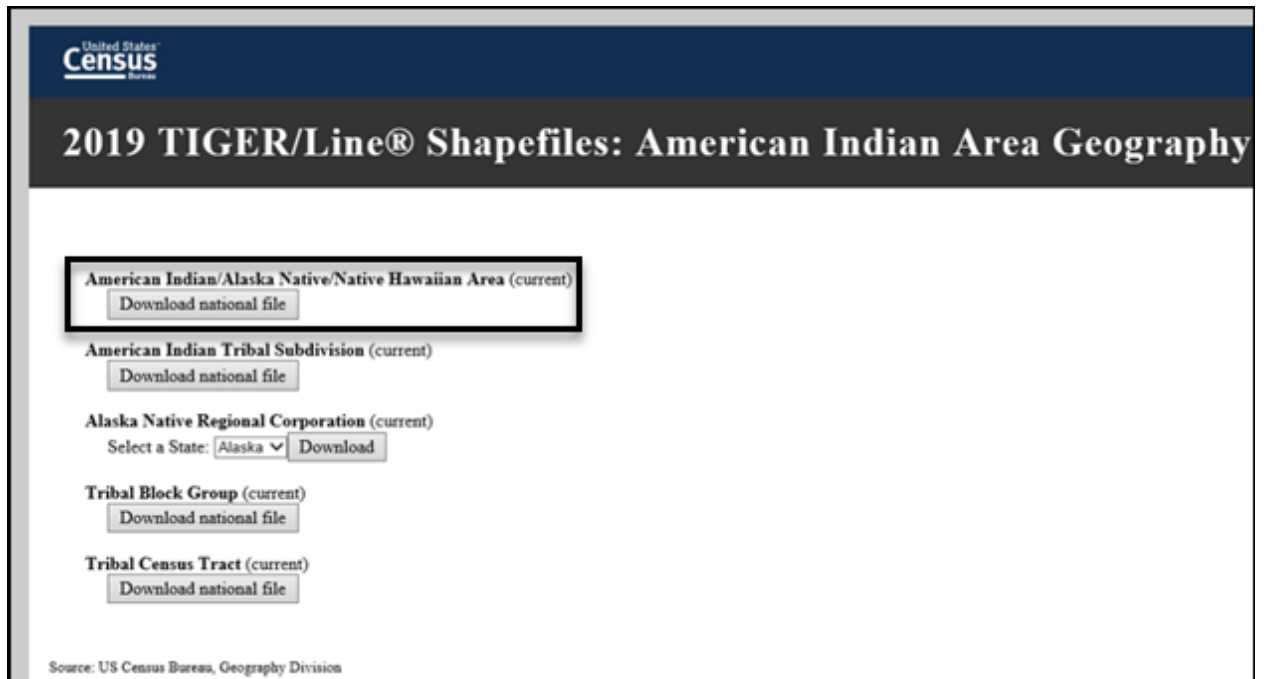 United States™
Census
Bureau
2019 TIGER/Line® Shapefiles: American Indian Area Geography
American Indian/Alaska Native/Native Hawaiian Area (current)
Download national file
American Indian Tribal Subdivision (current)
Download national file
Alaska Native Regional Corporation (current)
Select a State: Alaska Download
Tribal Block Group (current)
Download national file
Tribal Census Tract (current)
Download national file
Source: US Census Bureau, Geography Division